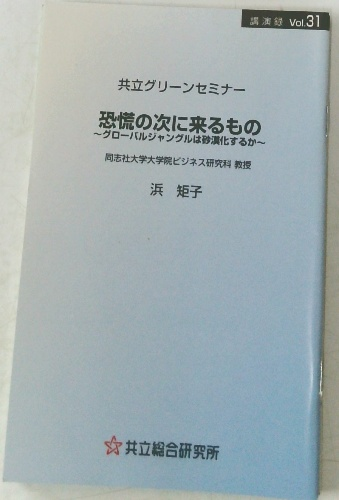 講演録 Vol.31
共立グリーンセミナー
恐慌の次に来るもの
～グローバルジャングルは砂漠化するか～
同志社大学大学院ビジネス研究科 教授
浜 矩子
共立総合研究所